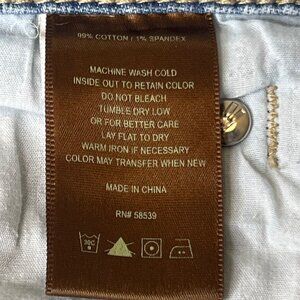 99% COTTON / 1% SPANDEX
MACHINE WASH COLD
INSIDE OUT TO RETAIN COLOR
DO NOT BLEACH
TUMBLE DRY LOW
OR FOR BETTER CARE
LAY FLAT TO DRY
WARM IRON IF NECESSARY
COLOR MAY TRANSFER WHEN NEW
MADE IN CHINA
RN# 58539
30C